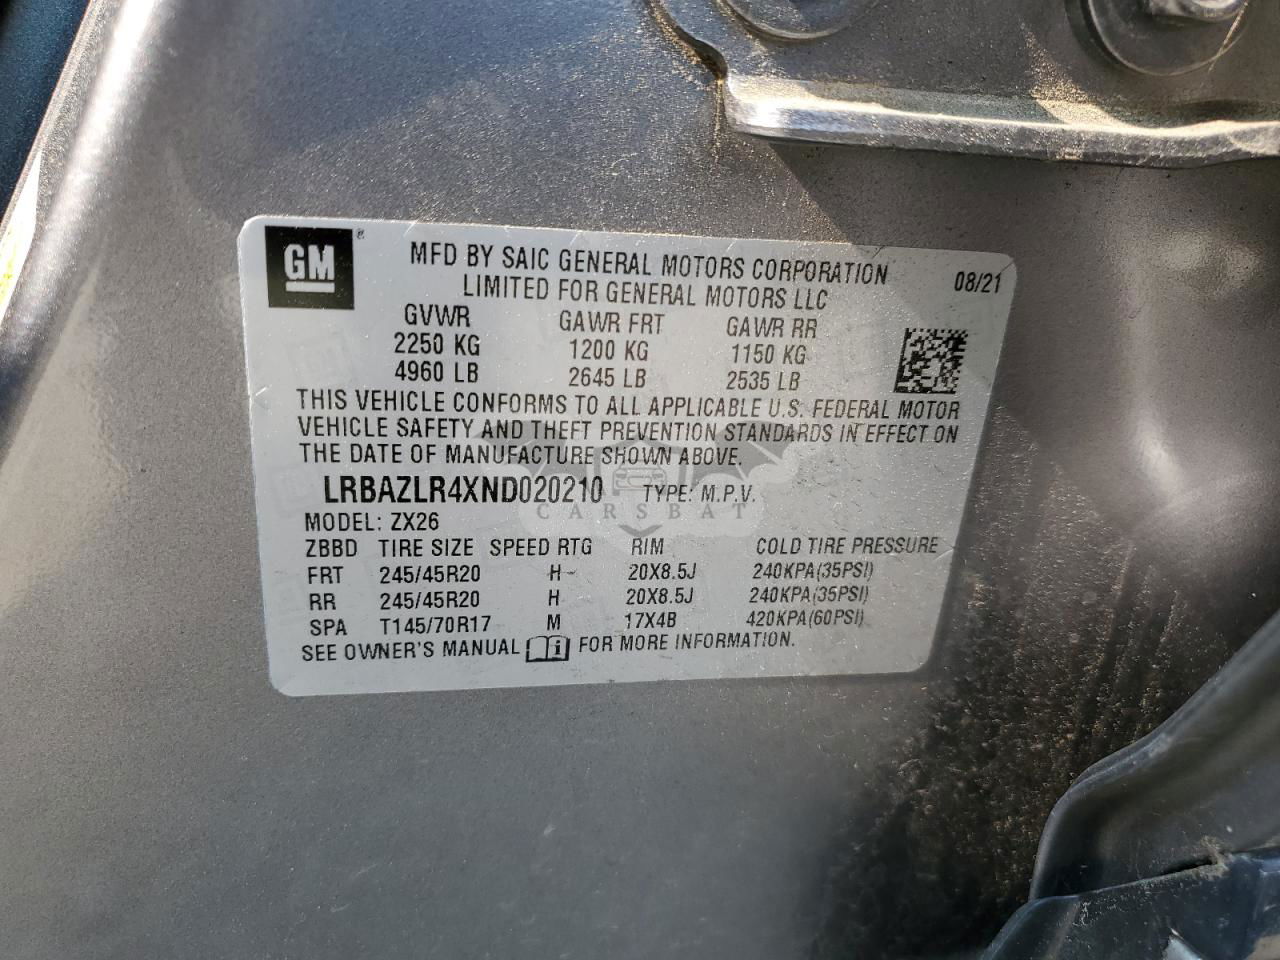 GM ®
MFD BY SAIC GENERAL MOTORS CORPORATION
LIMITED FOR GENERAL MOTORS LLC
08/21
GVWR GAWR FRT GAWR RR
2250 KG 1200 KG 1150 KG
4960 LB 2645 LB 2535 LB
THIS VEHICLE CONFORMS TO ALL APPLICABLE U.S. FEDERAL MOTOR
VEHICLE SAFETY AND THEFT PREVENTION STANDARDS IN EFFECT ON
THE DATE OF MANUFACTURE SHOWN ABOVE.
LRBAZLR4XND020210 TYPE: M.P.V.
CARSBAT
MODEL: ZX26
ZBBD TIRE SIZE SPEED RTG RIM COLD TIRE PRESSURE
FRT 245/45R20 H 20X8.5J 240KPA(35PSI)
RR 245/45R20 H 20X8.5J 240KPA(35PSI)
SPA T145/70R17 M 17X4B 420KPA(60PSI)
SEE OWNER'S MANUAL i FOR MORE INFORMATION.